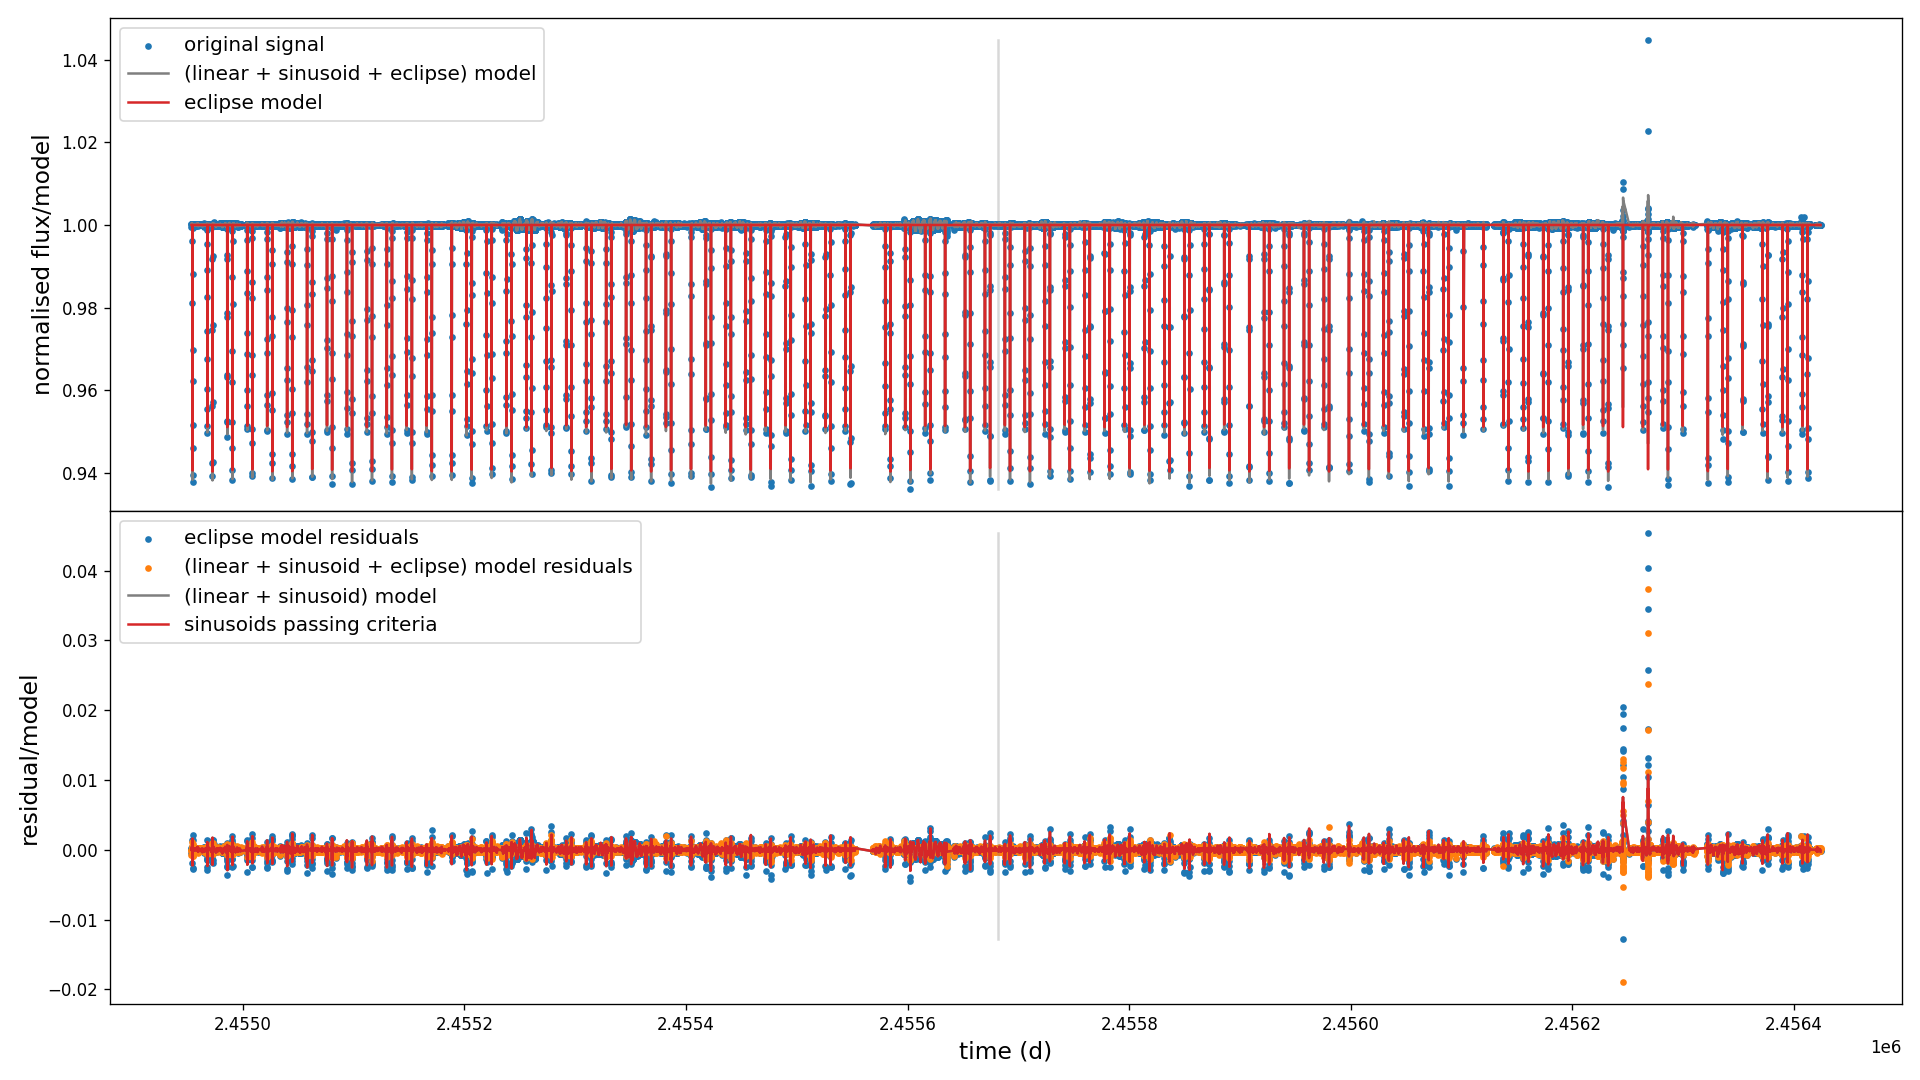 original signal
(linear + sinusoid + eclipse) model
eclipse model
1.04
1.02
1.00
0.98
0.96
0.94
normalised flux/model
eclipse model residuals
(linear + sinusoid + eclipse) model residuals
(linear + sinusoid) model
sinusoids passing criteria
0.04
0.03
0.02
0.01
0.00
−0.01
−0.02
residual/model
2.4550
2.4552
2.4554
2.4556
2.4558
2.4560
2.4562
2.4564
1e6
time (d)